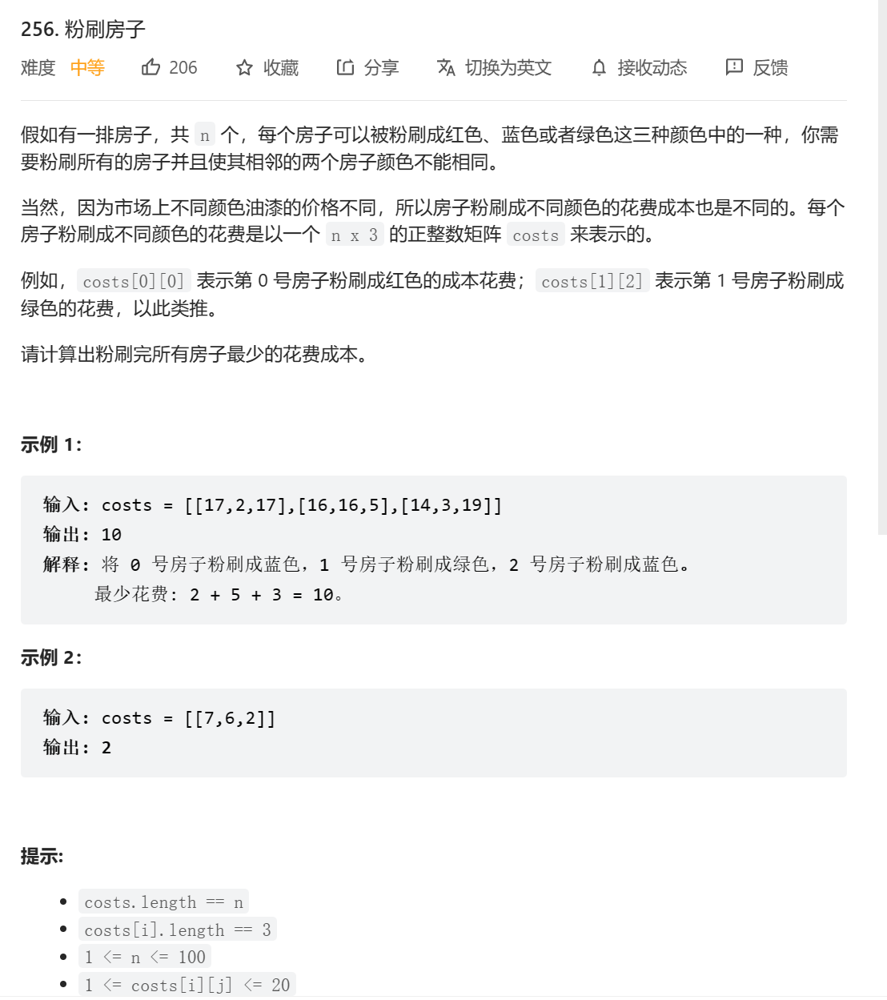 256. 粉刷房子
难度 中等 206 收藏 分享 切换为英文 接收动态 反馈
假如有一排房子，共 n 个，每个房子可以被粉刷成红色、蓝色或者绿色这三种颜色中的一种，你需
要粉刷所有的房子并且使其相邻的两个房子颜色不能相同。
当然，因为市场上不同颜色油漆的价格不同，所以房子粉刷成不同颜色的花费成本也是不同的。每个
房子粉刷成不同颜色的花费是以一个 n x 3 的正整数矩阵 costs 来表示的。
例如，costs[0][0] 表示第 0 号房子粉刷成红色的成本花费；costs[1][2] 表示第 1 号房子粉刷成
绿色的花费，以此类推。
请计算出粉刷完所有房子最少的花费成本。
示例 1：
输入: costs = [[17,2,17],[16,16,5],[14,3,19]]
输出: 10
解释: 将 0 号房子粉刷成蓝色，1 号房子粉刷成绿色，2 号房子粉刷成蓝色。
最少花费: 2 + 5 + 3 = 10。
示例 2：
输入: costs = [[7,6,2]]
输出: 2
提示:
costs.length == n
costs[i].length == 3
1 <= n <= 100
1 <= costs[i][j] <= 20